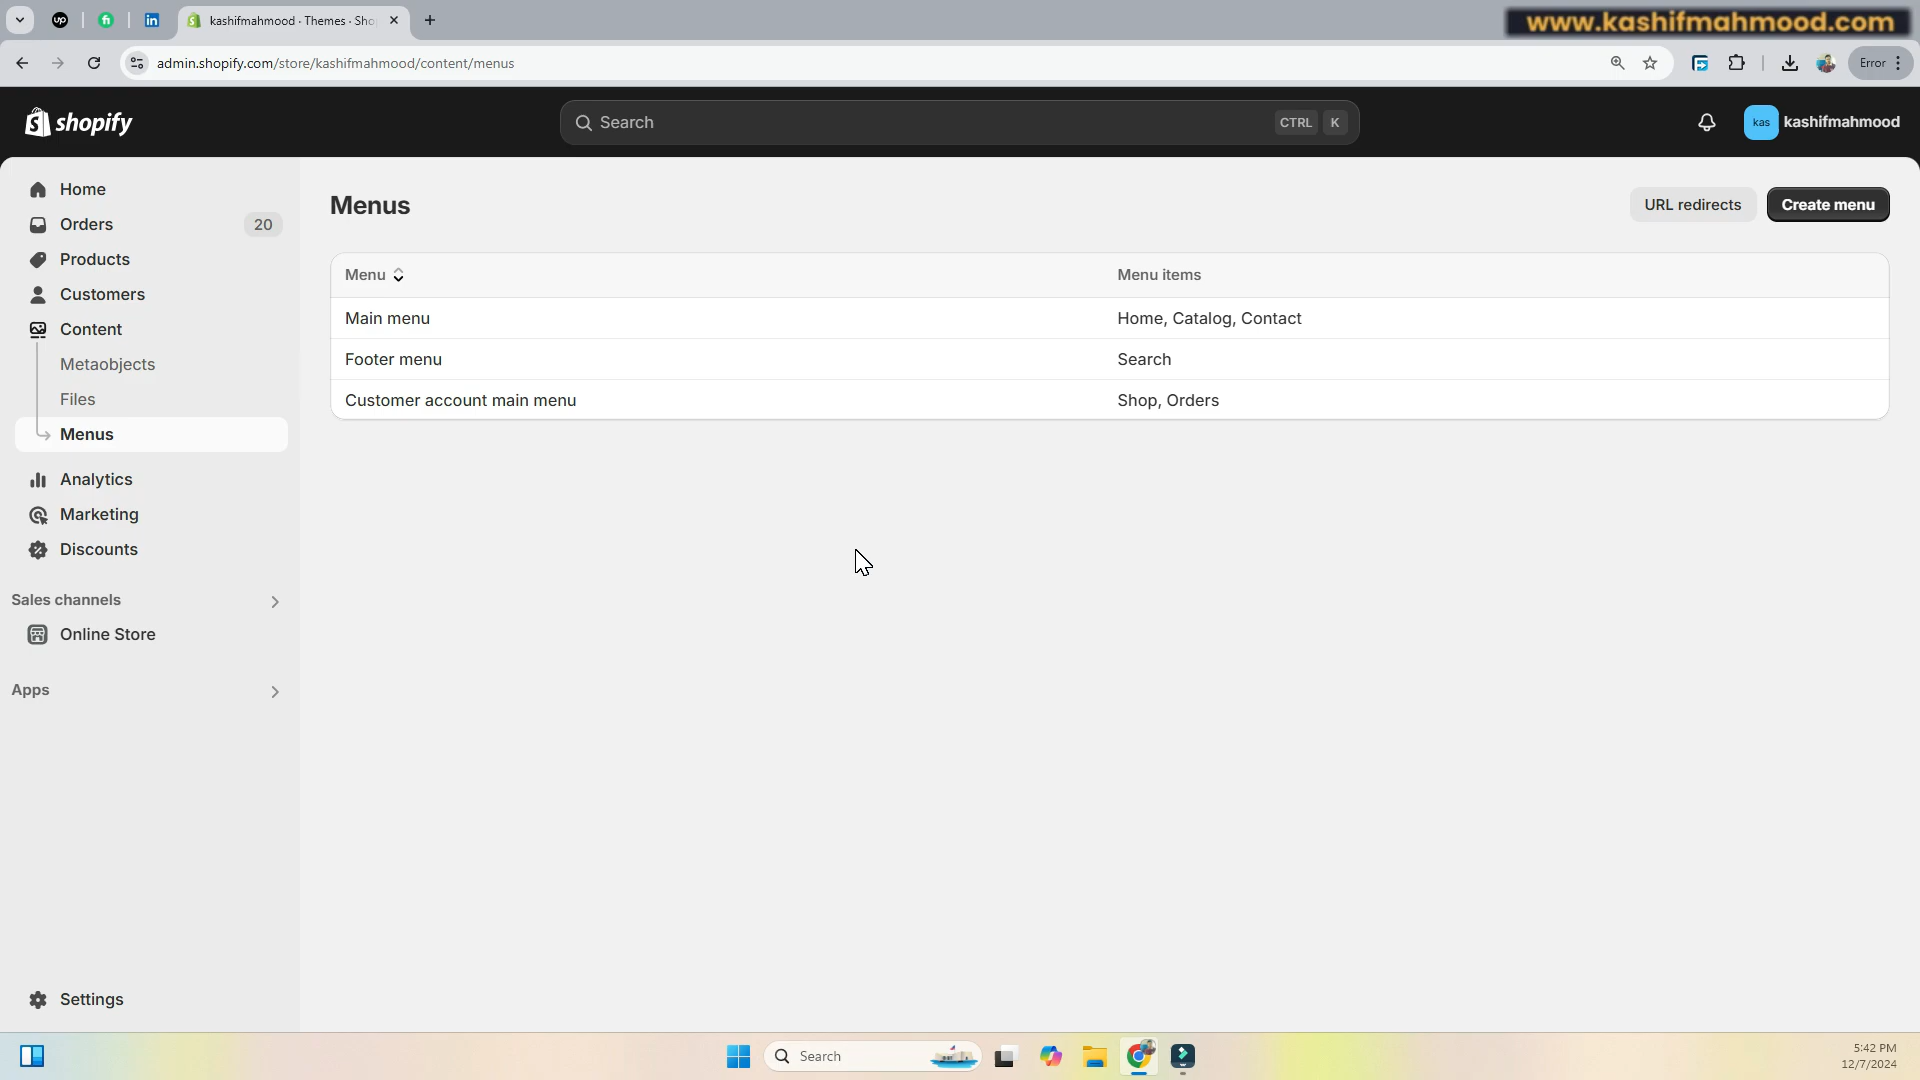 kashifmahmood · Themes · Sho
www.kashifmahmood.com
admin.shopify.com/store/kashifmahmood/content/menus
Error
shopify
Search
CTRL K
kas
kashifmahmood
Home
Orders
20
Products
Customers
Content
Metaobjects
Files
Menus
Analytics
Marketing
Discounts
Sales channels
Online Store
Apps
Settings
Menus
URL redirects
Create menu
Menu
Menu items
Main menu
Home, Catalog, Contact
Footer menu
Search
Customer account main menu
Shop, Orders
Search
5:42 PM
12/7/2024